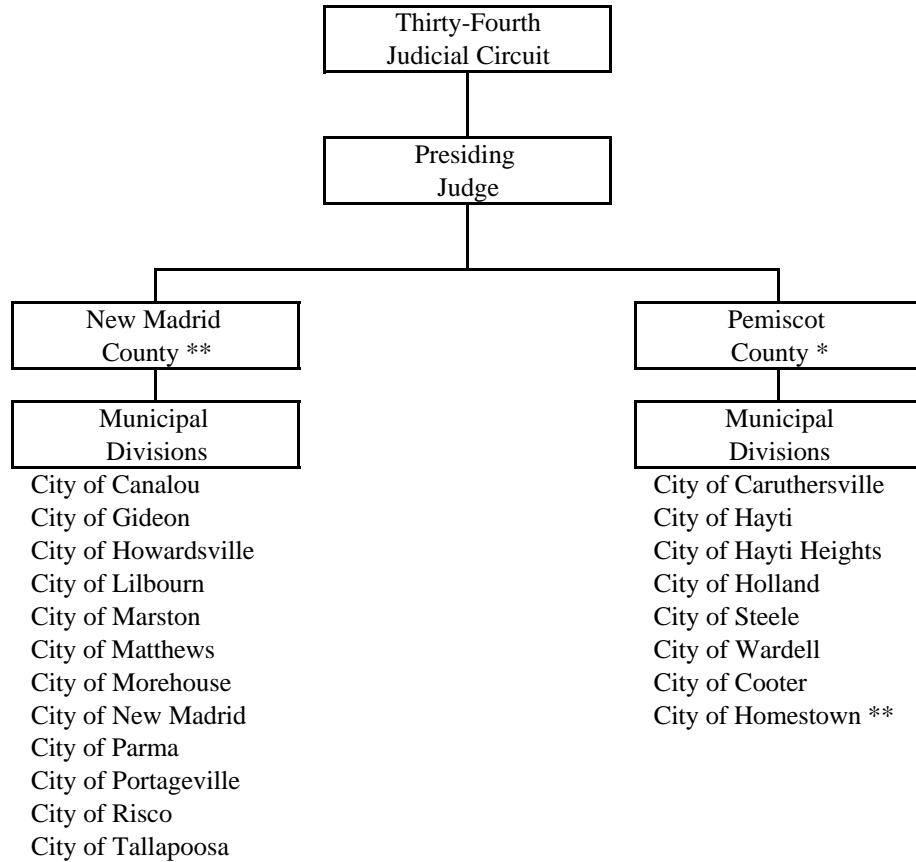 Thirty-Fourth
Judicial Circuit
Presiding
Judge
New Madrid
County **
Municipal
Divisions
City of Canalou
City of Gideon
City of Howardsville
City of Lilbourn
City of Marston
City of Matthews
City of Morehouse
City of New Madrid
City of Parma
City of Portageville
City of Risco
City of Tallapoosa
Pemiscot
County *
Municipal
Divisions
City of Caruthersville
City of Hayti
City of Hayti Heights
City of Holland
City of Steele
City of Wardell
City of Cooter
City of Homestown **